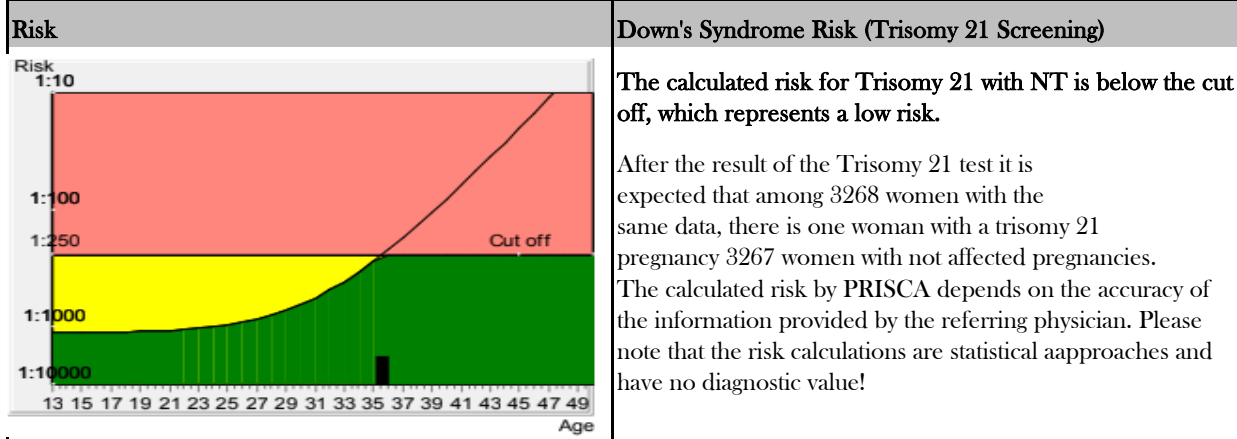 Risk
Risk
1:10
1:100
1:250
Cut off
1:1000
1:10000
13 15 17 19 21 23 25 27 29 31 33 35 37 39 41 43 45 47 49
Age
Down's Syndrome Risk (Trisomy 21 Screening)
The calculated risk for Trisomy 21 with NT is below the cut
off, which represents a low risk.
After the result of the Trisomy 21 test it is
expected that among 3268 women with the
same data, there is one woman with a trisomy 21
pregnancy 3267 women with not affected pregnancies.
The calculated risk by PRISCA depends on the accuracy of
the information provided by the referring physician. Please
note that the risk calculations are statistical aapproaches and
have no diagnostic value!